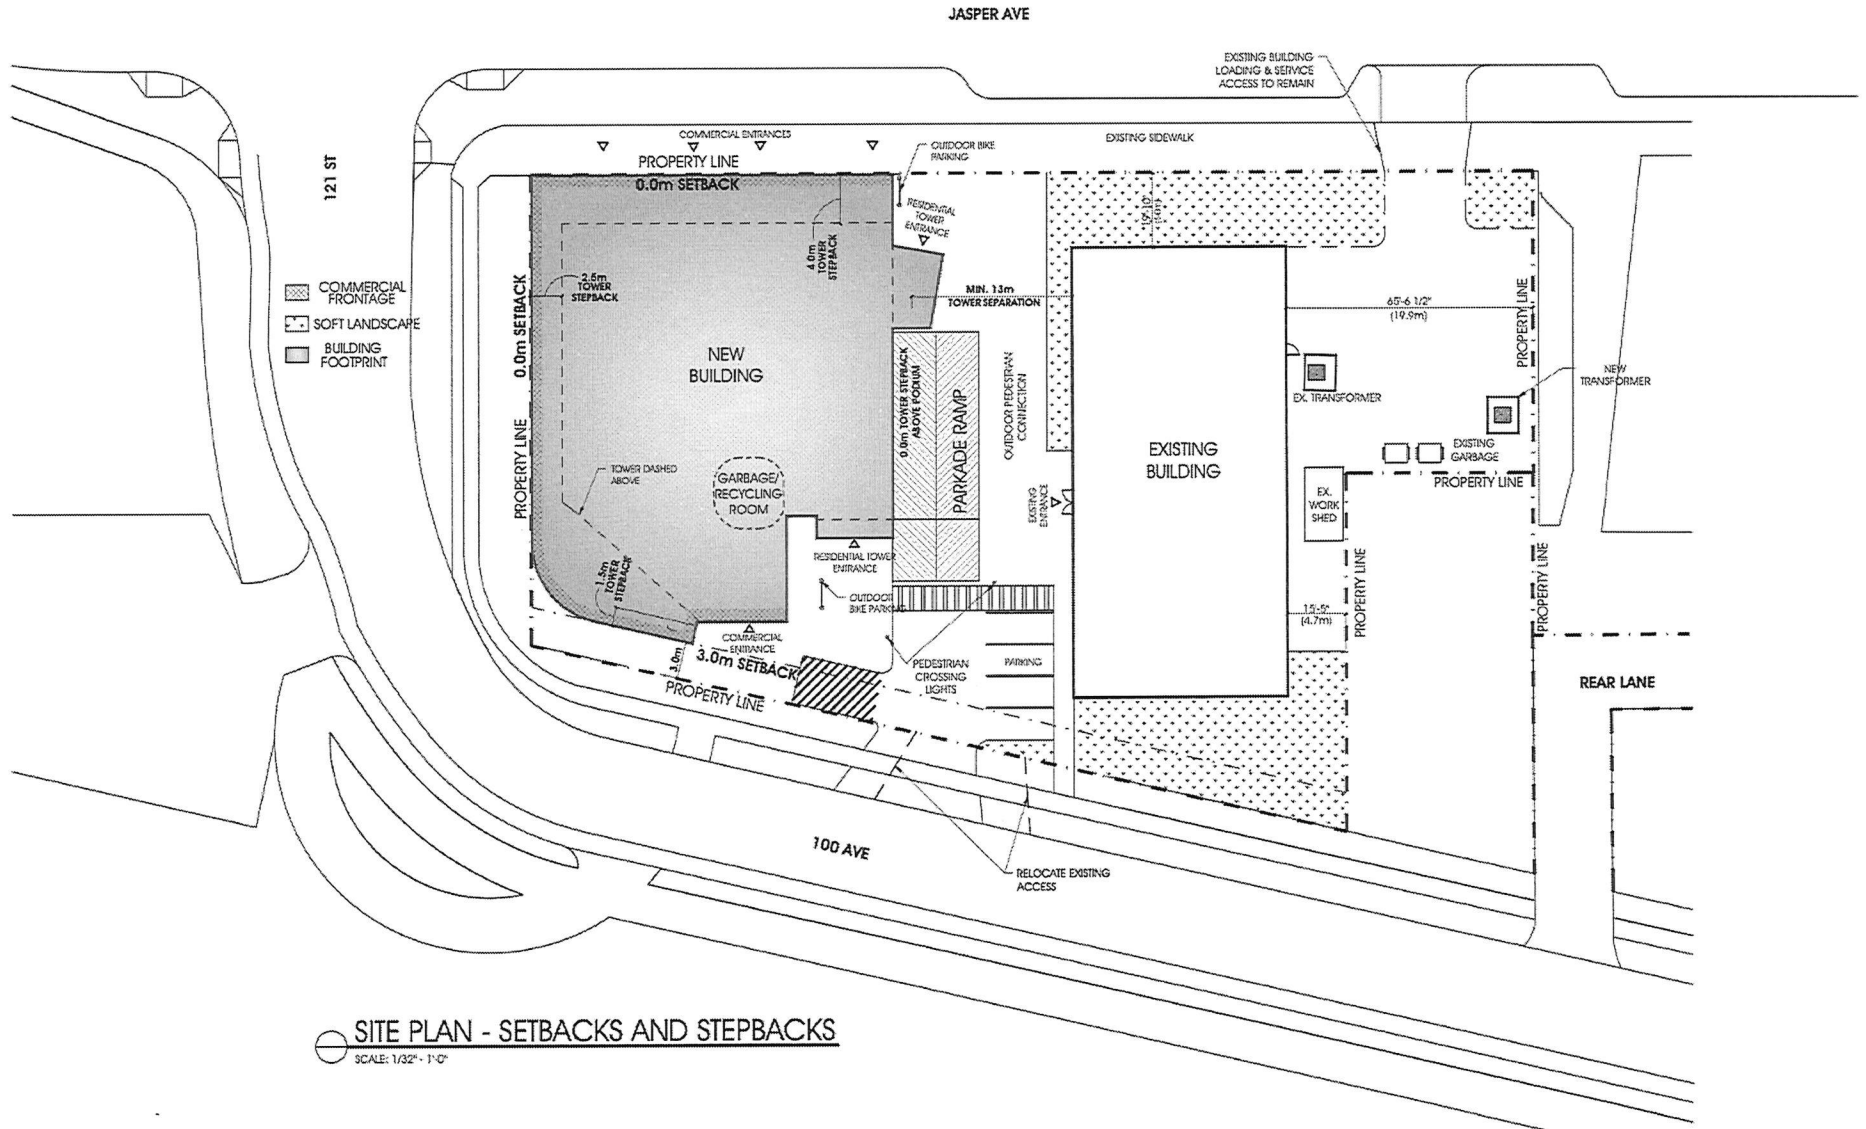 JASPER AVE
EXISTING BUILDING
LOADING & SERVICE
ACCESS TO REMAIN
COMMERCIAL ENTRANCES
EXISTING SIDEWALK
OUTDOOR BIKE
PARKING
PROPERTY LINE
0.0m SETBACK
121 ST
RESIDENTIAL
TOWER
ENTRANCE
19'-10"
4.0m
TOWER
STEPBACK
2.5m
TOWER
STEPBACK
COMMERCIAL
FRONTAGE
SOFT LANDSCAPE
BUILDING
FOOTPRINT
0.0m SETBACK
PROPERTY LINE
MIN. 13m
TOWER SEPARATION
65'-6 1/2"
(19.9m)
PROPERTY LINE
NEW
BUILDING
0.0m TOWER STEPBACK
ABOVE PODIUM
PARKADE RAMP
OUTDOOR PEDESTRIAN
CONNECTION
EX. TRANSFORMER
NEW
TRANSFORMER
EXISTING
BUILDING
EXISTING
GARBAGE
PROPERTY LINE
TOWER DASHED
ABOVE
GARBAGE/
RECYCLING
ROOM
EXISTING
ENTRANCE
EX.
WORK
SHED
RESIDENTIAL TOWER
ENTRANCE
1.5m
TOWER
STEPBACK
OUTDOOR
BIKE PARKING
PROPERTY LINE
PROPERTY LINE
15'-5"
(4.7m)
COMMERCIAL
ENTRANCE
3.0m
3.0m SETBACK
PROPERTY LINE
PEDESTRIAN
CROSSING
LIGHTS
PARKING
REAR LANE
100 AVE
RELOCATE EXISTING
ACCESS
SITE PLAN - SETBACKS AND STEPBACKS
SCALE: 1/32" - 1'-0"